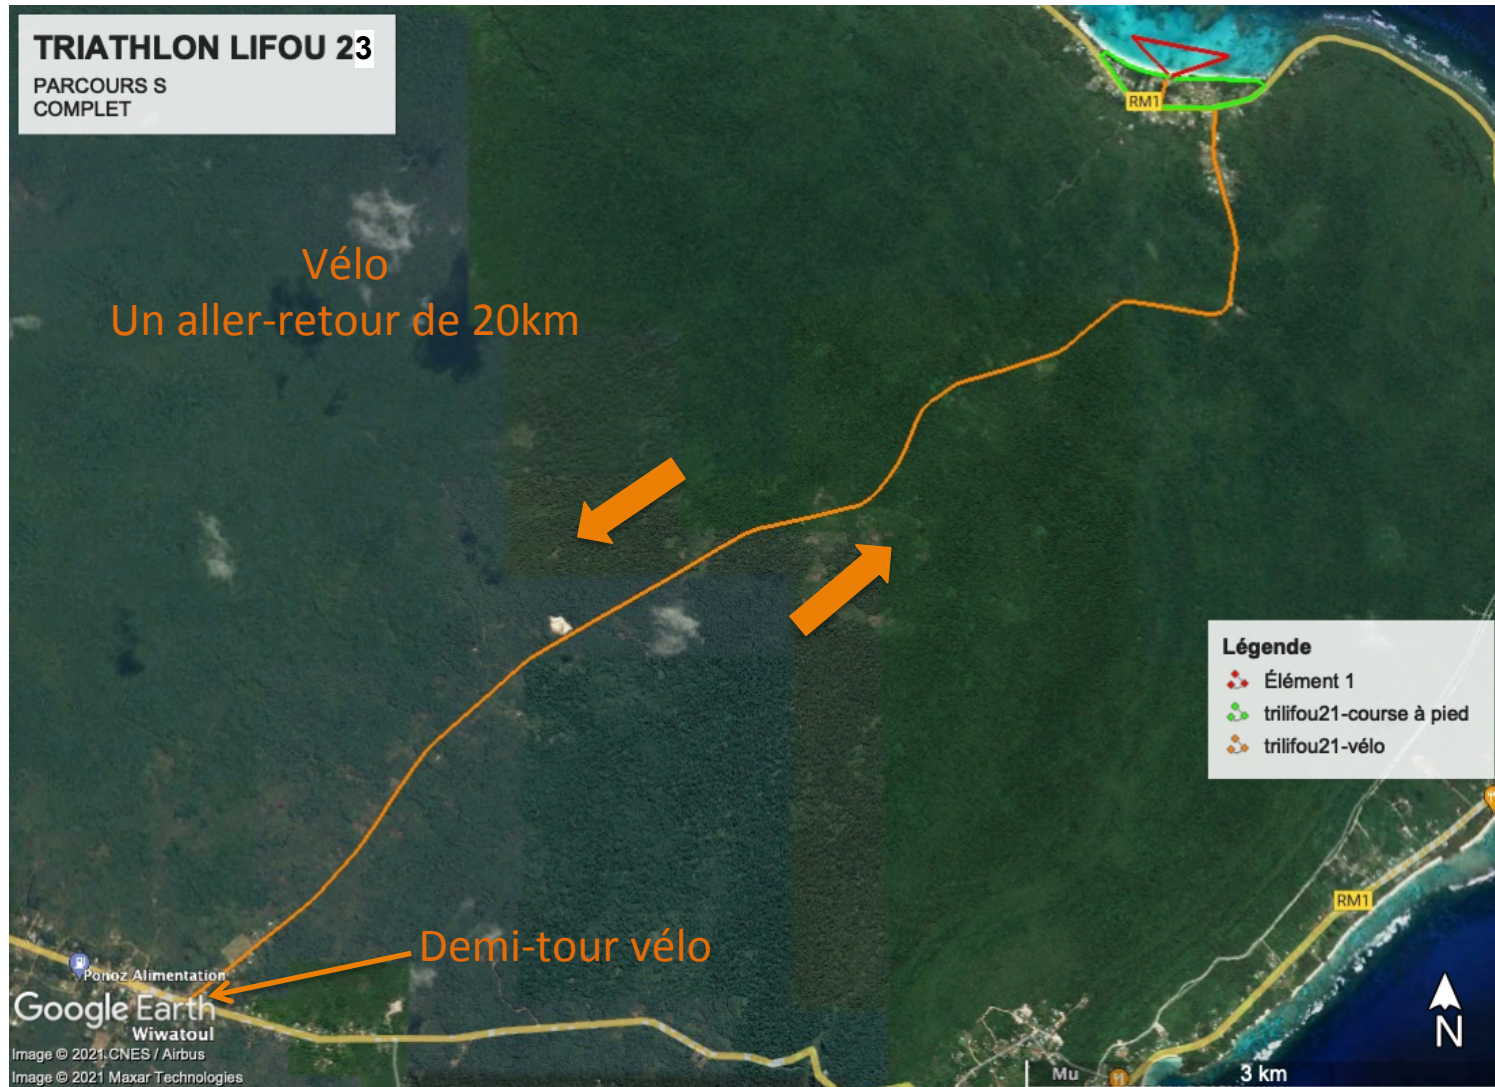 TRIATHLON LIFOU 23
PARCOURS S
COMPLET
RM1
Vélo
Un aller-retour de 20km
Légende
Élément 1
trilifou21-course à pied
trilifou21-vélo
RM1
Demi-tour vélo
Ponoz Alimentation
Google Earth
Wiwatoul
Image © 2021 CNES / Airbus
Image © 2021 Maxar Technologies
Mu
3 km
N